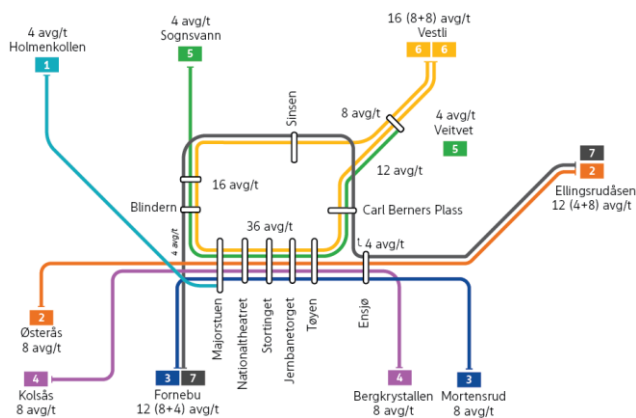 4 avg/t
Holmenkollen
1
4 avg/t
Sognsvann
5
16 (8+8) avg/t
Vestli
6 6
Sinsen
8 avg/t
4 avg/t
Veitvet
5
7
2
Ellingsrudåsen
12 (4+8) avg/t
12 avg/t
16 avg/t
Blindern
Carl Berners Plass
36 avg/t
4 avg/t
4 avg/t
Majorstuen
Nationaltheatret
Stortinget
Jernbanetorget
Tøyen
Ensjø
2
Østerås
8 avg/t
4
Kolsås
8 avg/t
3 7
Fornebu
12 (8+4) avg/t
4
Bergkrystallen
8 avg/t
3
Mortensrud
8 avg/t